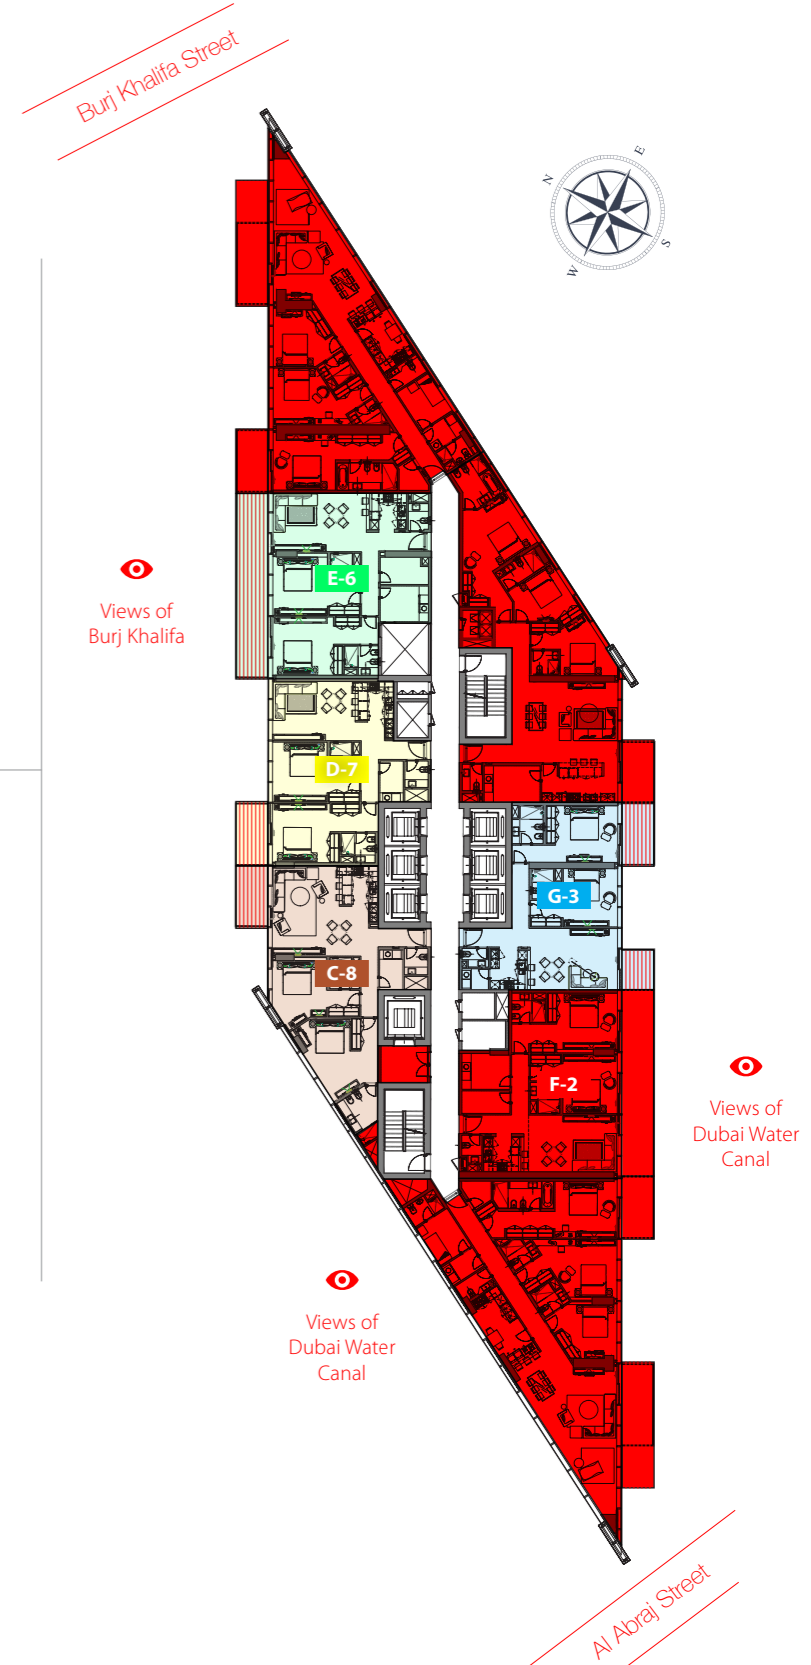 Burj Khalifa Street
N
E
S
W
E-6
Views of
Burj Khalifa
D-7
G-3
C-8
F-2
Views of
Dubai Water
Canal
Views of
Dubai Water
Canal
Al Abraj Street